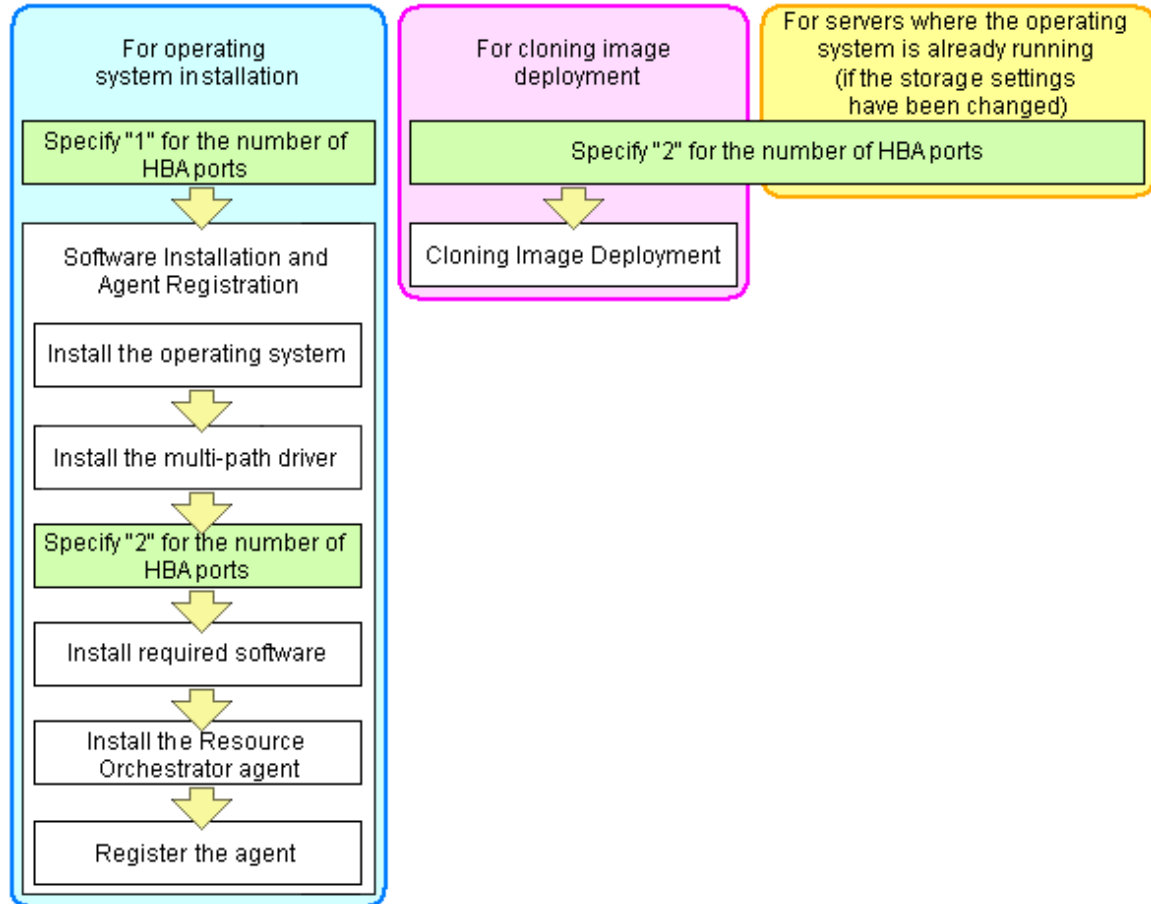 For operating
system in stallation
Specify "1" for the number of
HBA ports
Software Installation and
Agent Registration
Install the operating system
Install the multi-path driver
Specify "2" for the number of
HBA ports
Install required software
Install the Resource
Orchestrator agent
Register the agent
For cloning image
deployment
For servers where the operating
system is already running
(if the storage settings
have been changed)
Specify "2" for the number of HBA ports
Cloning Image Deployment